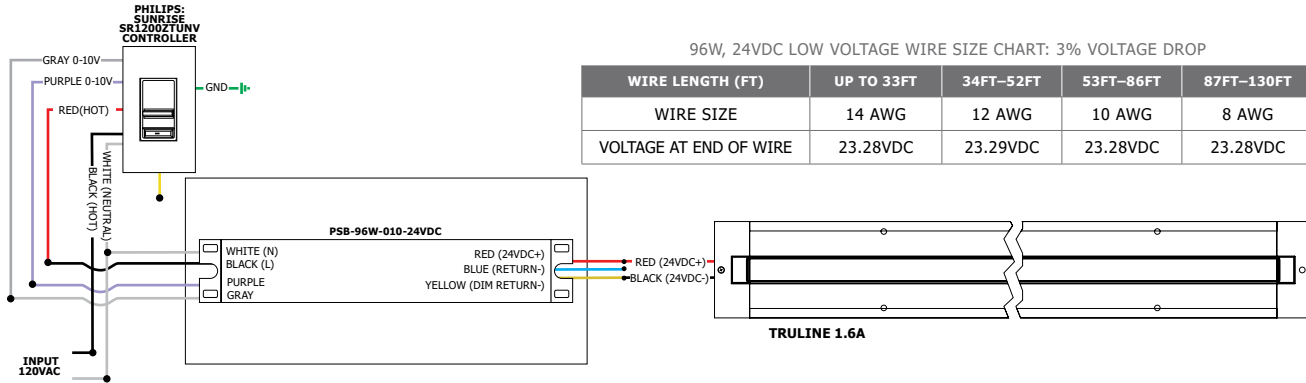 PHILIPS:
SUNRISE
SR1200ZTUNV
CONTROLLER
GRAY 0-10V
PURPLE 0-10V
RED(HOT)
GND
WHITE (NEUTRAL)
BLACK (HOT)
INPUT
120VAC
PSB-96W-010-24VDC
WHITE (N)
BLACK (L)
PURPLE
GRAY
RED (24VDC+)
BLUE (RETURN-)
YELLOW (DIM RETURN-)
RED (24VDC+)
BLACK (24VDC-)
TRULINE 1.6A
96W, 24VDC LOW VOLTAGE WIRE SIZE CHART: 3% VOLTAGE DROP
WIRE LENGTH (FT) UP TO 33FT 34FT–52FT 53FT–86FT 87FT–130FT
WIRE SIZE 14 AWG 12 AWG 10 AWG 8 AWG
VOLTAGE AT END OF WIRE 23.28VDC 23.29VDC 23.28VDC 23.28VDC